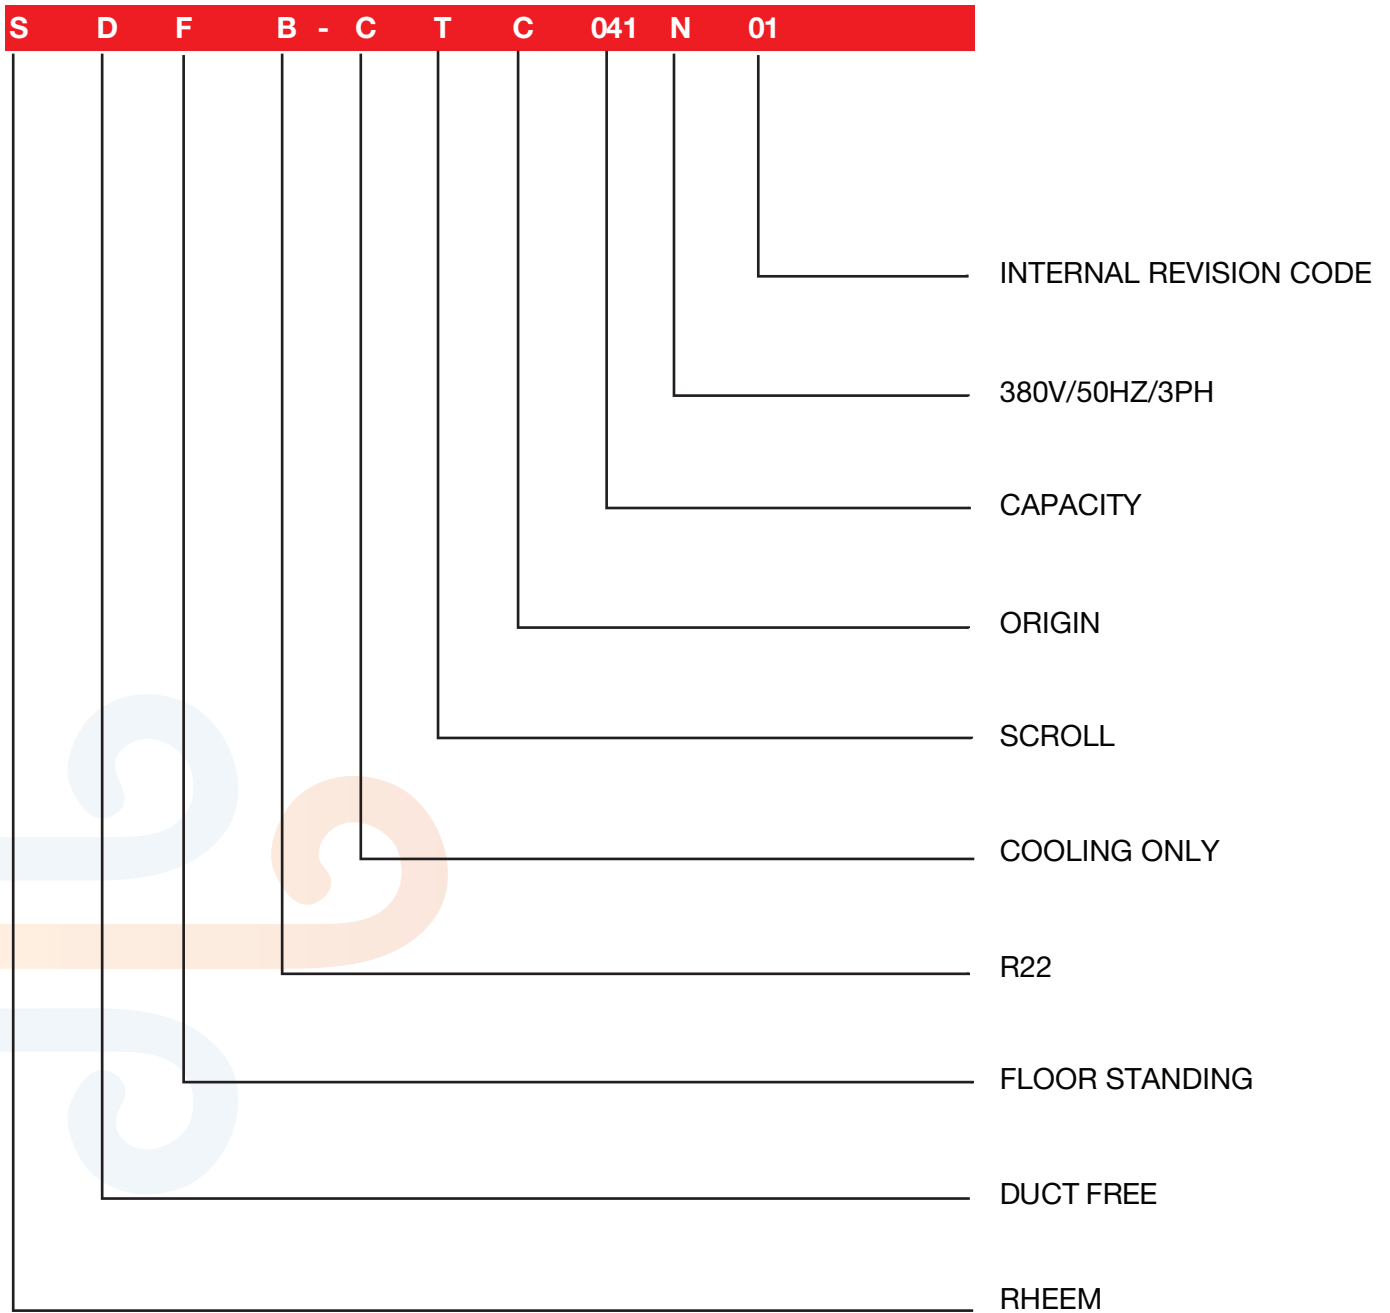 S D F B - C T C 041 N 01
INTERNAL REVISION CODE
380V/50HZ/3PH
CAPACITY
ORIGIN
SCROLL
COOLING ONLY
R22
FLOOR STANDING
DUCT FREE
RHEEM